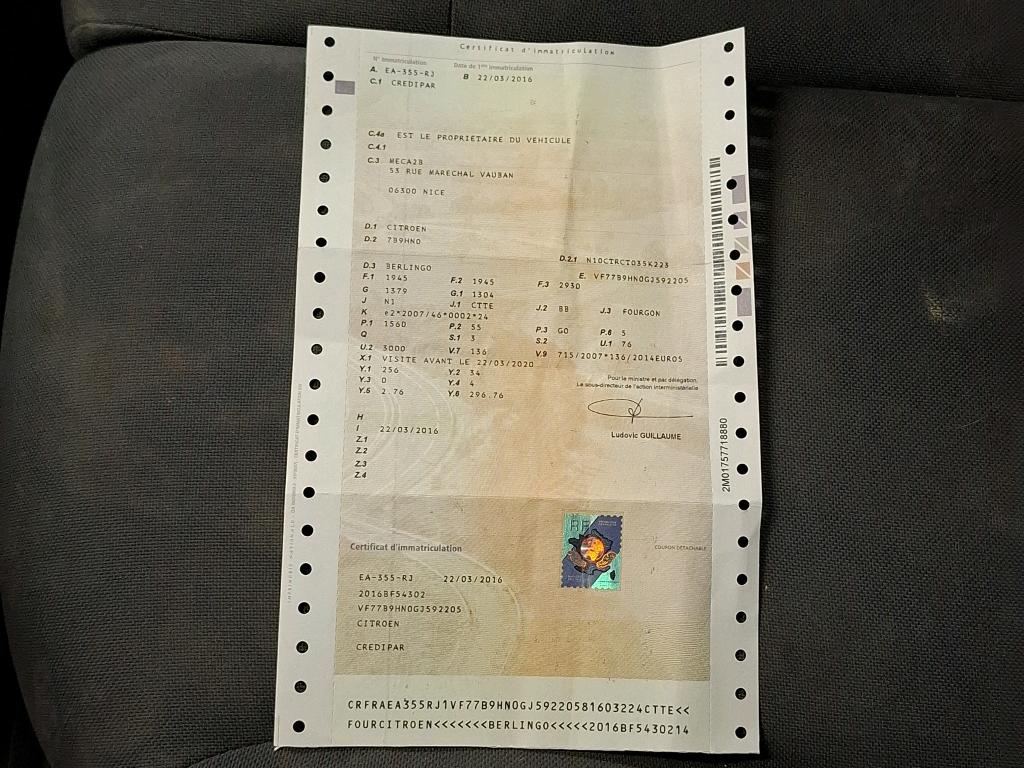 Certificat d'immatriculation
N° Immatriculation Date de 1ère Immatriculation
A. EA-355-RJ B 22/03/2016
C.1 CREDIPAR
C.4a EST LE PROPRIETAIRE DU VEHICULE
C.4.1
C.3 MECA2B
53 RUE MARECHAL VAUBAN
06300 NICE
D.1 CITROEN
D.2 7B9HN0
D.2.1 N10CTRCT035K223
D.3 BERLINGO E. VF77B9HN0GJ592205
F.1 1945 F.2 1945 F.3 2930
G 1379 G.1 1304
J N1 J.1 CTTE J.2 BB J.3 FOURGON
K e2*2007/46*0002*24
P.1 1560 P.2 55 P.3 GO P.6 5
Q S.1 3 S.2 U.1 76
U.2 3000 V.7 136 V.9 715/2007*136/2014EURO5
X.1 VISITE AVANT LE 22/03/2020
Y.1 256 Y.2 34
Y.3 0 Y.4 4
Y.5 2.76 Y.6 296.76
Pour le ministre et par délégation,
Le sous-directeur de l'action interministérielle
Ludovic GUILLAUME
H
I 22/03/2016
Z.1
Z.2
Z.3
Z.4
2M01757718880
Certificat d'immatriculation
COUPON DÉTACHABLE
RF
EA-355-RJ 22/03/2016
2016BF54302
VF77B9HN0GJ592205
CITROEN
CREDIPAR
CRFRAEA355RJ1VF77B9HN0GJ59220581603224CTTE<<
FOURCITROEN<<<<<<<BERLINGO<<<<<2016BF5430214